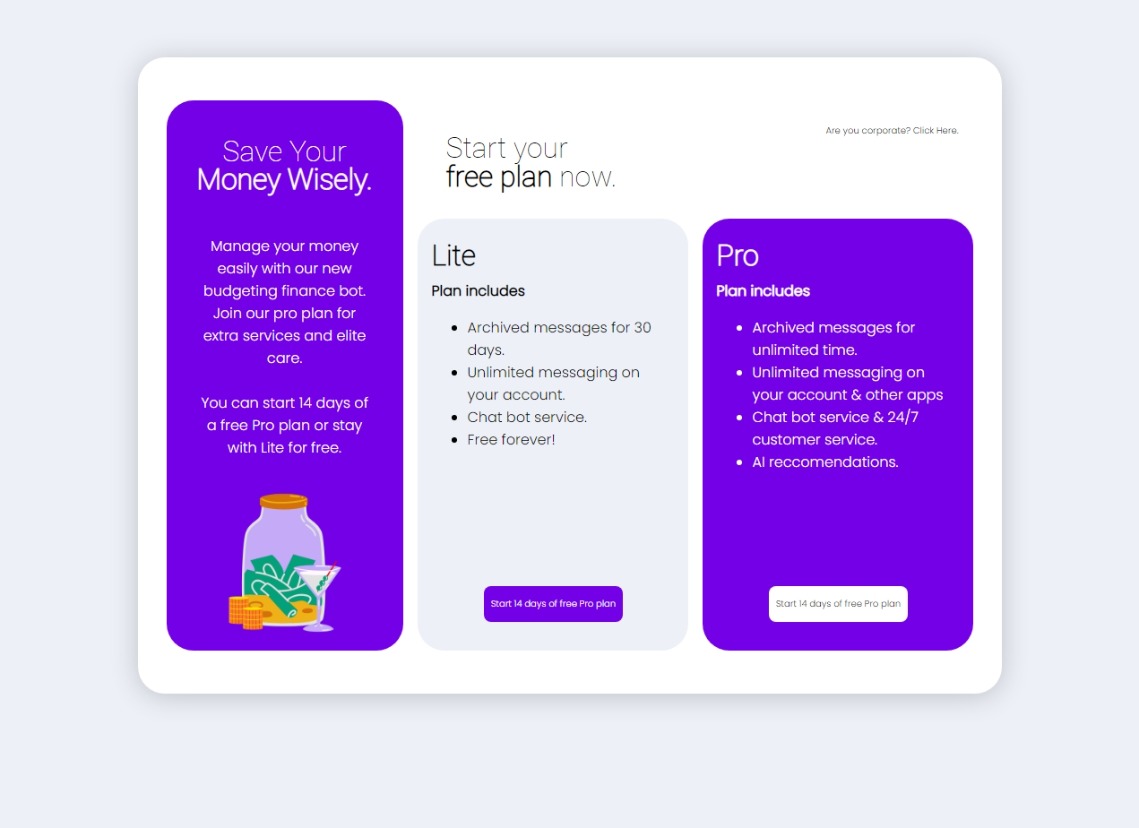 Save Your
Money Wisely.
Manage your money
easily with our new
budgeting finance bot.
Join our pro plan for
extra services and elite
care.
You can start 14 days of
a free Pro plan or stay
with Lite for free.
Start your
free plan now.
Are you corporate? Click Here.
Lite
Plan includes
Archived messages for 30
days.
Unlimited messaging on
your account.
Chat bot service.
Free forever!
Start 14 days of free Pro plan
Pro
Plan includes
Archived messages for
unlimited time.
Unlimited messaging on
your account & other apps
Chat bot service & 24/7
customer service.
AI reccomendations.
Start 14 days of free Pro plan